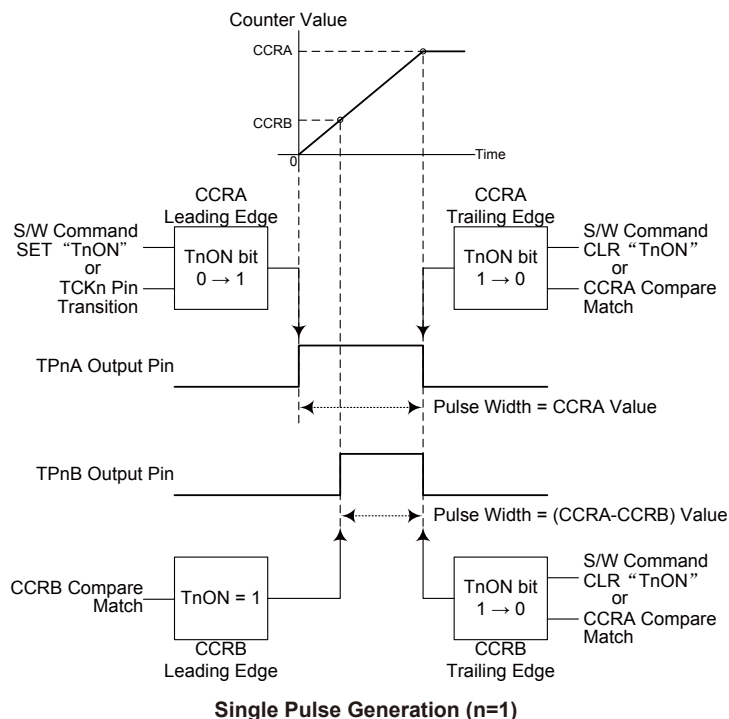 Counter Value
CCRA
CCRB
0
Time
CCRA
Leading Edge
S/W Command
SET “TnON”
or
TCKn Pin
Transition
TnON bit
0 → 1
CCRA
Trailing Edge
TnON bit
1 → 0
S/W Command
CLR “TnON”
or
CCRA Compare
Match
TPnA Output Pin
Pulse Width = CCRA Value
TPnB Output Pin
Pulse Width = (CCRA-CCRB) Value
CCRB Compare
Match
TnON = 1
CCRB
Leading Edge
TnON bit
1 → 0
CCRB
Trailing Edge
S/W Command
CLR “TnON”
or
CCRA Compare
Match
Single Pulse Generation (n=1)